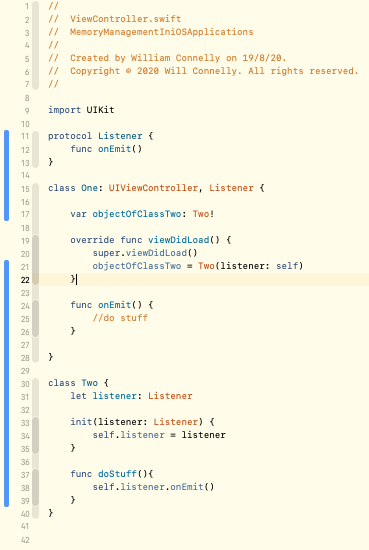 1 //
2 //  ViewController.swift
3 //  MemoryManagementIniOSApplications
4 //
5 //  Created by William Connelly on 19/8/20.
6 //  Copyright © 2020 Will Connelly. All rights reserved.
7 //
8
9 import UIKit
10
11 protocol Listener {
12     func onEmit()
13 }
14
15 class One: UIViewController, Listener {
16
17     var objectOfClassTwo: Two!
18
19     override func viewDidLoad() {
20         super.viewDidLoad()
21         objectOfClassTwo = Two(listener: self)
22     }
23
24     func onEmit() {
25         //do stuff
26     }
27
28 }
29
30 class Two {
31     let listener: Listener
32
33     init(listener: Listener) {
34         self.listener = listener
35     }
36
37     func doStuff(){
38         self.listener.onEmit()
39     }
40 }
41
42